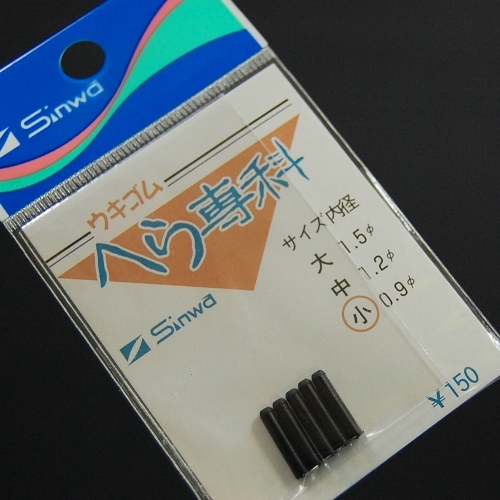 Sinwa
ウキゴム
へら専科
サイズ内径
大 1.5φ
中 1.2φ
小 0.9φ
Sinwa
¥150